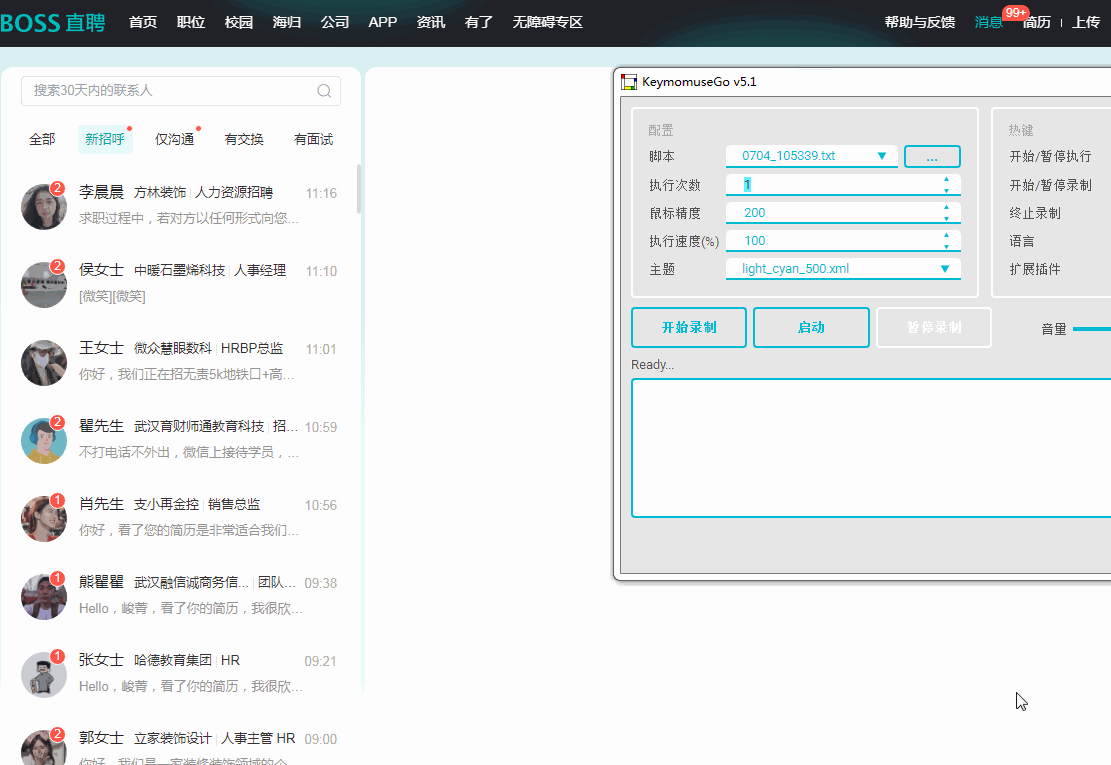 BOSS 直聘 首页 职位 校园 海归 公司 APP 资讯 有了 无障碍专区 帮助与反馈 消息 99+ 简历 上传
搜索30天内的联系人
全部 新招呼 仅沟通 有交换 有面试
2 李晨晨 方林装饰 人力资源招聘 11:16
求职过程中，若对方以任何形式向您...
2 侯女士 中暖石墨烯科技 人事经理 11:10
[微笑][微笑]
王女士 微众慧眼数科 HRBP总监 11:01
你好，我们正在招无责5k地铁口+高...
2 瞿先生 武汉育财师通教育科技 招... 10:59
不打电话不外出，微信上接待学员，...
1 肖先生 支小再金控 销售总监 10:56
你好，看了您的简历是非常适合我们...
1 熊瞿瞿 武汉融信诚商务信... 团队... 09:38
Hello，峻菁，看了你的简历，我很欣...
1 张女士 哈德教育集团 HR 09:21
Hello，峻菁，看了你的简历，我很欣...
2 郭女士 立家装饰设计 人事主管 HR 09:00
你好，我们是一家装修装饰领域的企...
KeymomuseGo v5.1
配置
脚本 0704_105339.txt ...
执行次数 1
鼠标精度 200
执行速度(%) 100
主题 light_cyan_500.xml
热键
开始/暂停执行
开始/暂停录制
终止录制
语言
扩展插件
开始录制 启动 暂停录制 音量
Ready...